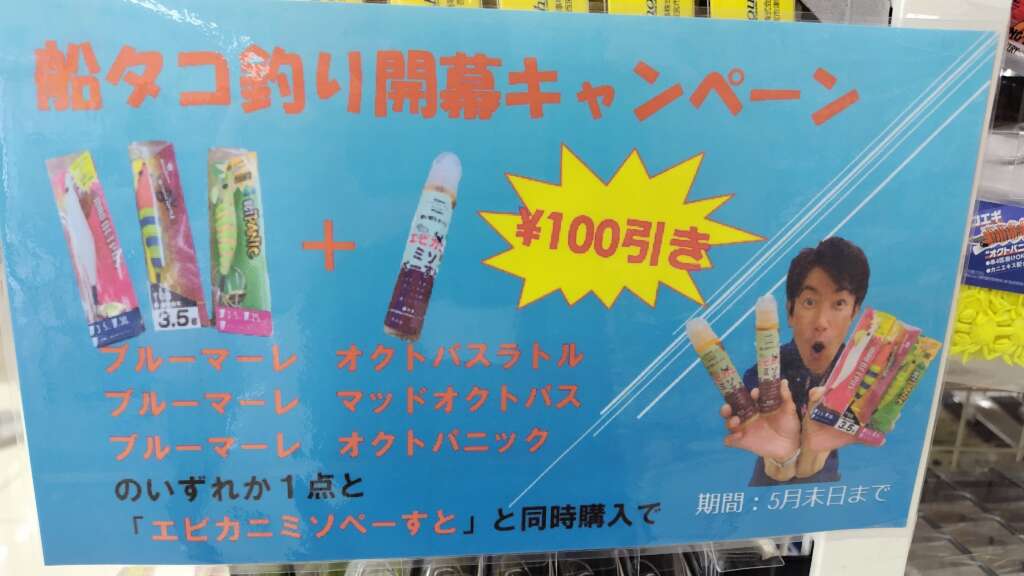 船タコ釣り開幕キャンペーン
3.5号
+
¥100引き
ブルーマーレ　オクトパスラトル
ブルーマーレ　マッドオクトパス
ブルーマーレ　オクトパニック
のいずれか１点と
「エビカニミソペーすと」と同時購入で
期間：5月末日まで